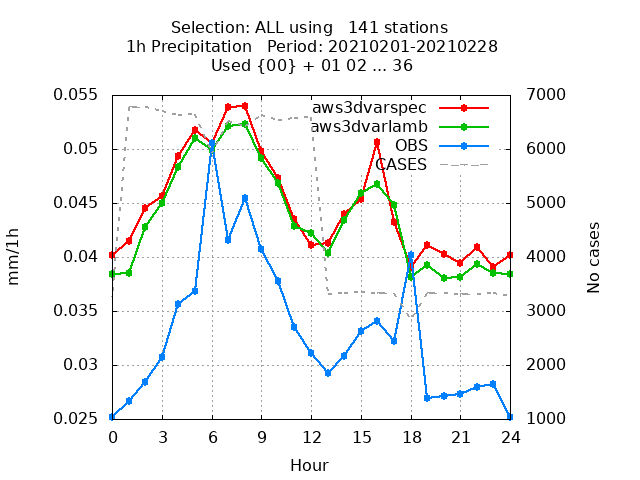 Selection: ALL using   141 stations
1h Precipitation   Period: 20210201-20210228
Used {00} + 01 02 ... 36
0.055 7000
aws3dvarspec
aws3dvarlamb
0.05 OBS 6000
CASES
0.045 5000
0.04 4000
mm/1h No cases
0.035 3000
0.03 2000
0.025 1000
0 3 6 9 12 15 18 21 24
Hour